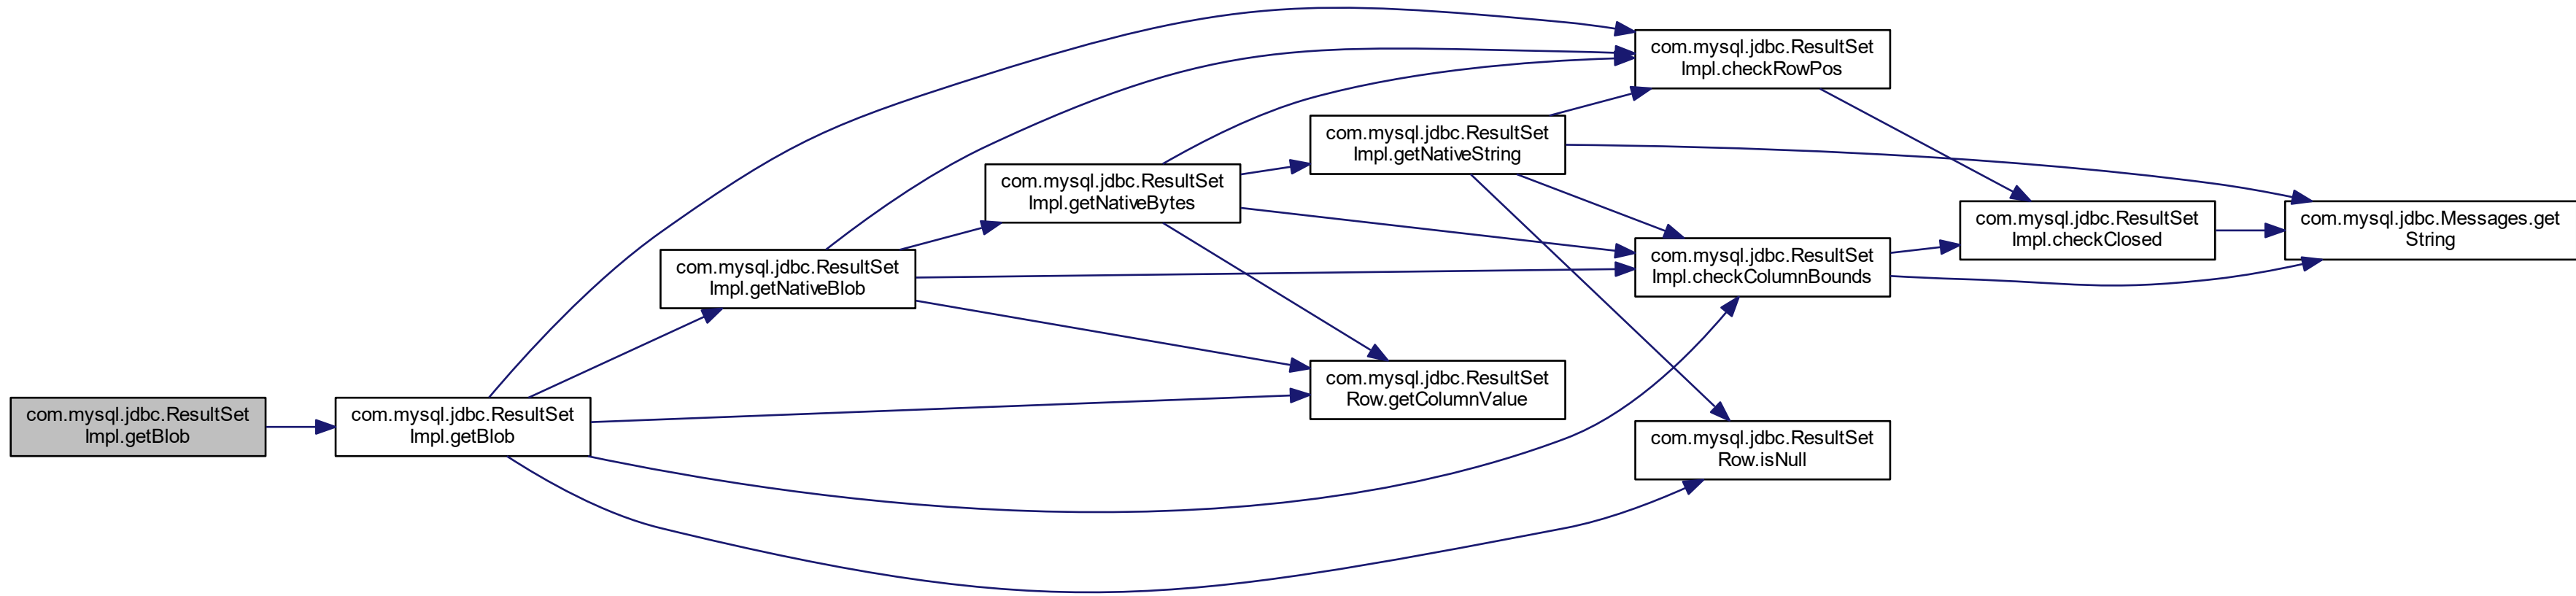 com.mysql.jdbc.ResultSet
Impl.getBlob
com.mysql.jdbc.ResultSet
Impl.getBlob
com.mysql.jdbc.ResultSet
Impl.getNativeBlob
com.mysql.jdbc.ResultSet
Impl.getNativeBytes
com.mysql.jdbc.ResultSet
Impl.getNativeString
com.mysql.jdbc.ResultSet
Row.getColumnValue
com.mysql.jdbc.ResultSet
Impl.checkRowPos
com.mysql.jdbc.ResultSet
Impl.checkColumnBounds
com.mysql.jdbc.ResultSet
Row.isNull
com.mysql.jdbc.ResultSet
Impl.checkClosed
com.mysql.jdbc.Messages.get
String